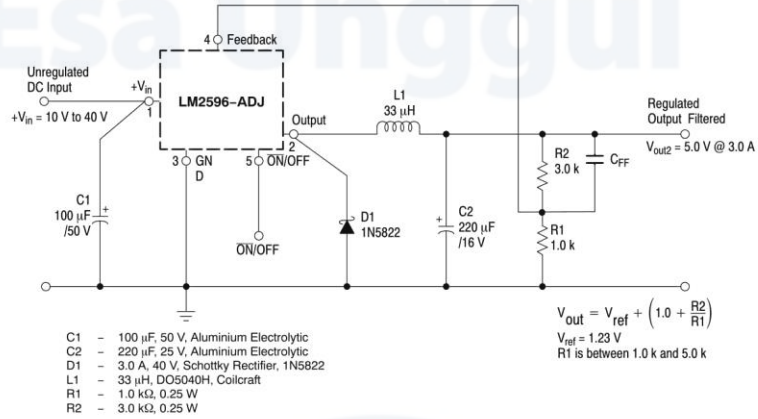 Esa Unggul
4 Feedback
Unregulated
DC Input
+Vin
+Vin = 10 V to 40 V
1
LM2596-ADJ
Output
2
3 GN
D
5 ON/OFF
ON/OFF
L1
33 μH
Regulated
Output Filtered
Vout2 = 5.0 V @ 3.0 A
R2
3.0 k
CFF
C1
100 μF
/50 V
+
D1
1N5822
+
C2
220 μF
/16 V
R1
1.0 k
Vout = Vref + (1.0 + R2/R1)
Vref = 1.23 V
R1 is between 1.0 k and 5.0 k
C1 – 100 μF, 50 V, Aluminium Electrolytic
C2 – 220 μF, 25 V, Aluminium Electrolytic
D1 – 3.0 A, 40 V, Schottky Rectifier, 1N5822
L1 – 33 μH, DO5040H, Coilcraft
R1 – 1.0 kΩ, 0.25 W
R2 – 3.0 kΩ, 0.25 W